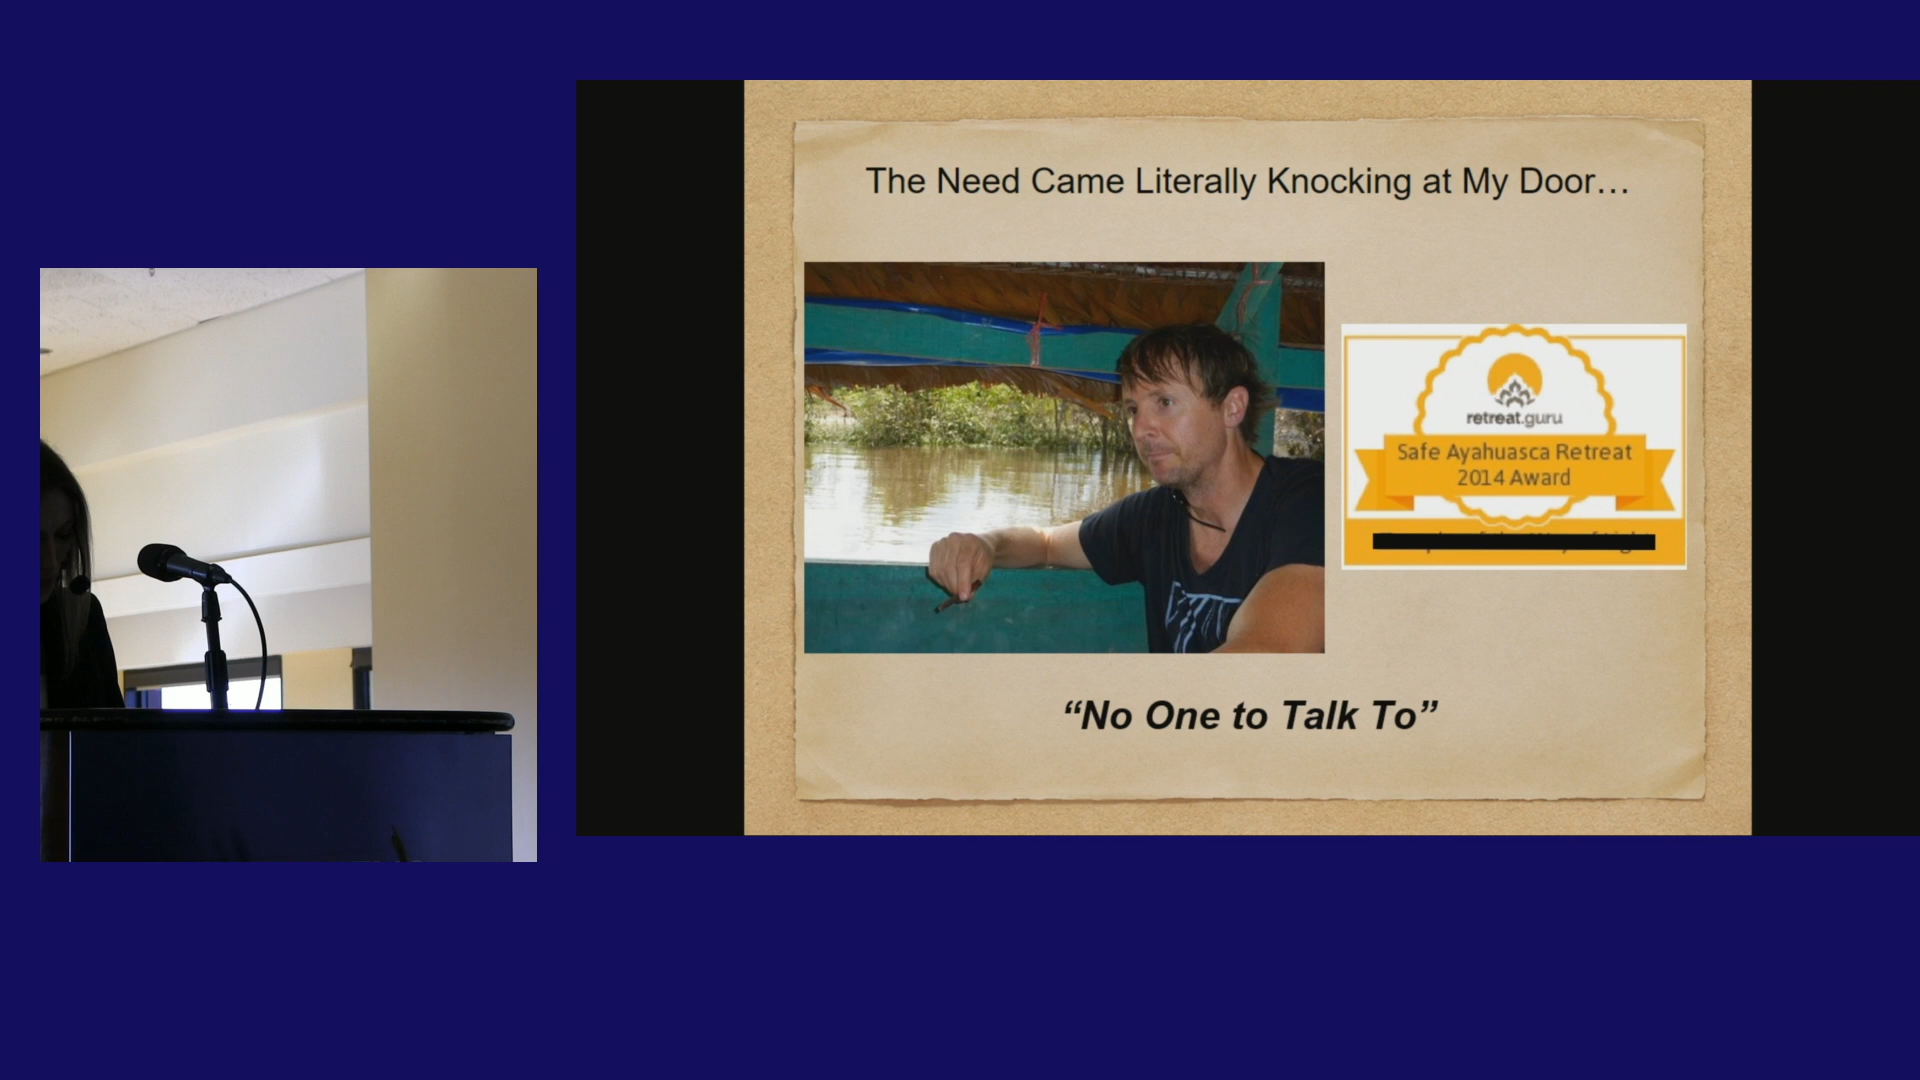 The Need Came Literally Knocking at My Door…
retreat.guru
Safe Ayahuasca Retreat
2014 Award
“No One to Talk To”